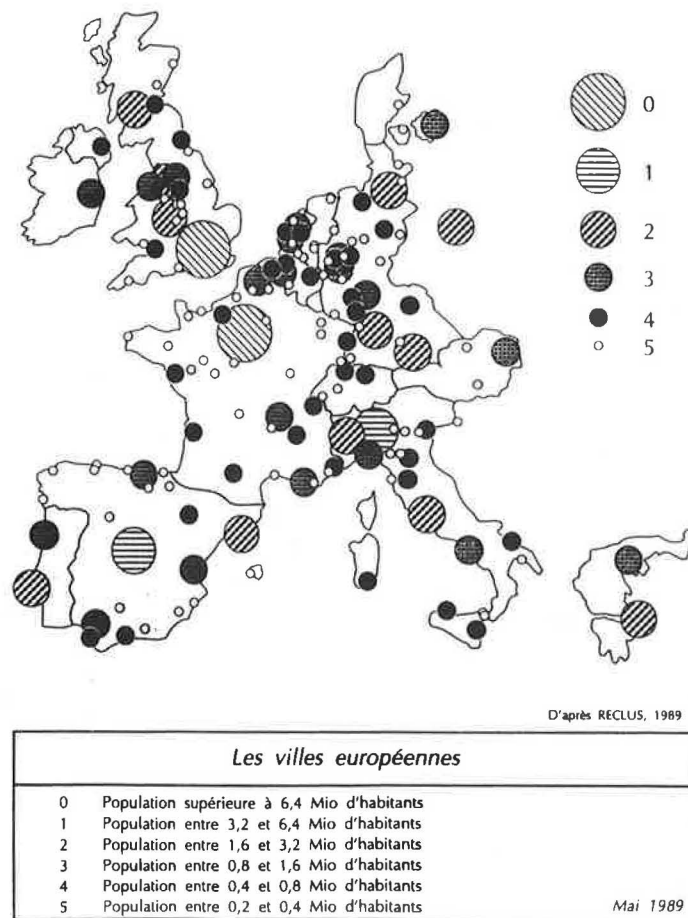 0
1
2
3
4
5
D'après RECLUS, 1989
Les villes européennes
0 Population supérieure à 6,4 Mio d'habitants
1 Population entre 3,2 et 6,4 Mio d'habitants
2 Population entre 1,6 et 3,2 Mio d'habitants
3 Population entre 0,8 et 1,6 Mio d'habitants
4 Population entre 0,4 et 0,8 Mio d'habitants
5 Population entre 0,2 et 0,4 Mio d'habitants
Mai 1989